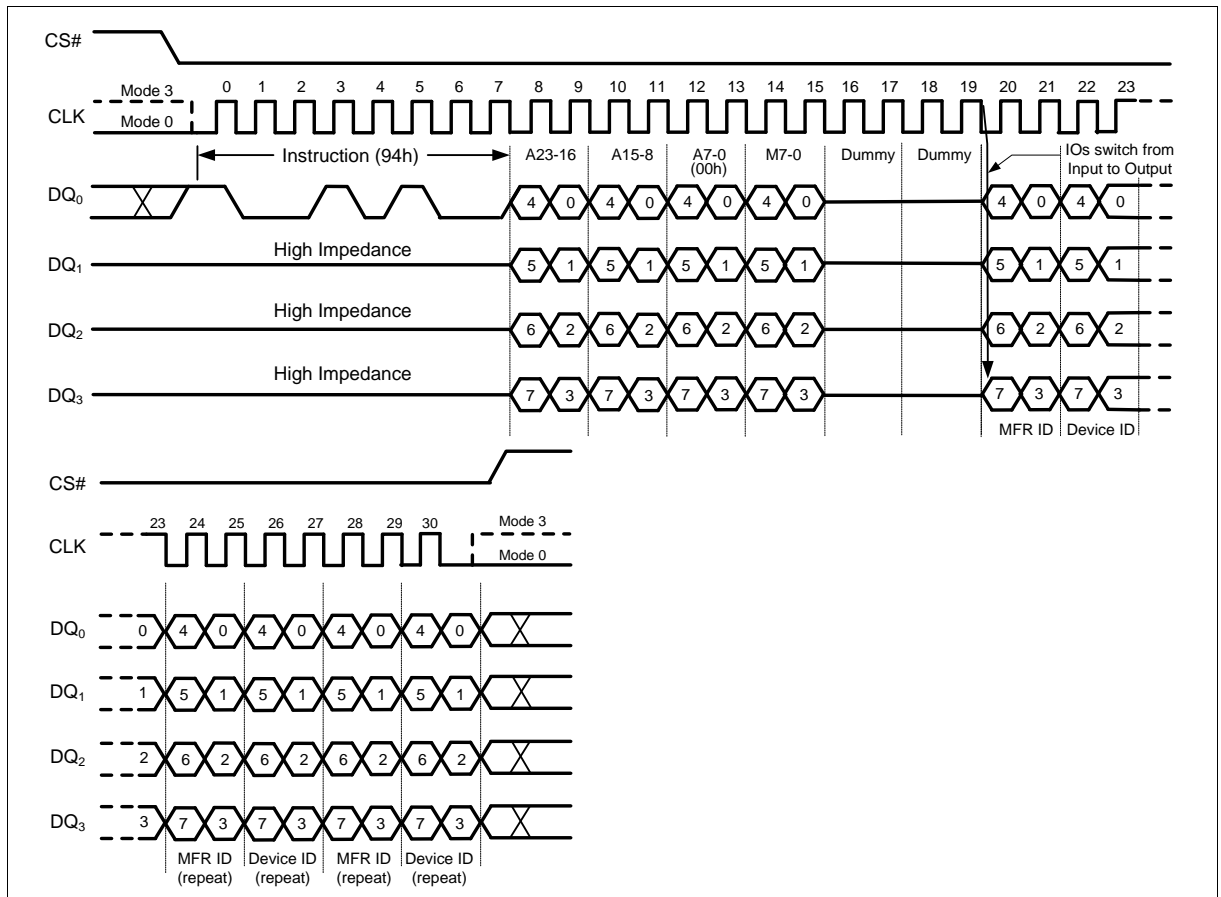 CS#
Mode 3
0 1 2 3 4 5 6 7 8 9 10 11 12 13 14 15 16 17 18 19 20 21 22 23
CLK
Mode 0
Instruction (94h)
A23-16 A15-8 A7-0 M7-0 Dummy Dummy
(00h)
IOs switch from
Input to Output
DQ0 4 0 4 0 4 0 4 0 4 0 4 0
High Impedance
DQ1 5 1 5 1 5 1 5 1 5 1 5 1
High Impedance
DQ2 6 2 6 2 6 2 6 2 6 2 6 2
High Impedance
DQ3 7 3 7 3 7 3 7 3 7 3 7 3
MFR ID Device ID
CS#
23 24 25 26 27 28 29 30 Mode 3
CLK
Mode 0
DQ0 0 4 0 4 0 4 0 4 0
DQ1 1 5 1 5 1 5 1 5 1
DQ2 2 6 2 6 2 6 2 6 2
DQ3 3 7 3 7 3 7 3 7 3
MFR ID Device ID MFR ID Device ID
(repeat) (repeat) (repeat) (repeat)